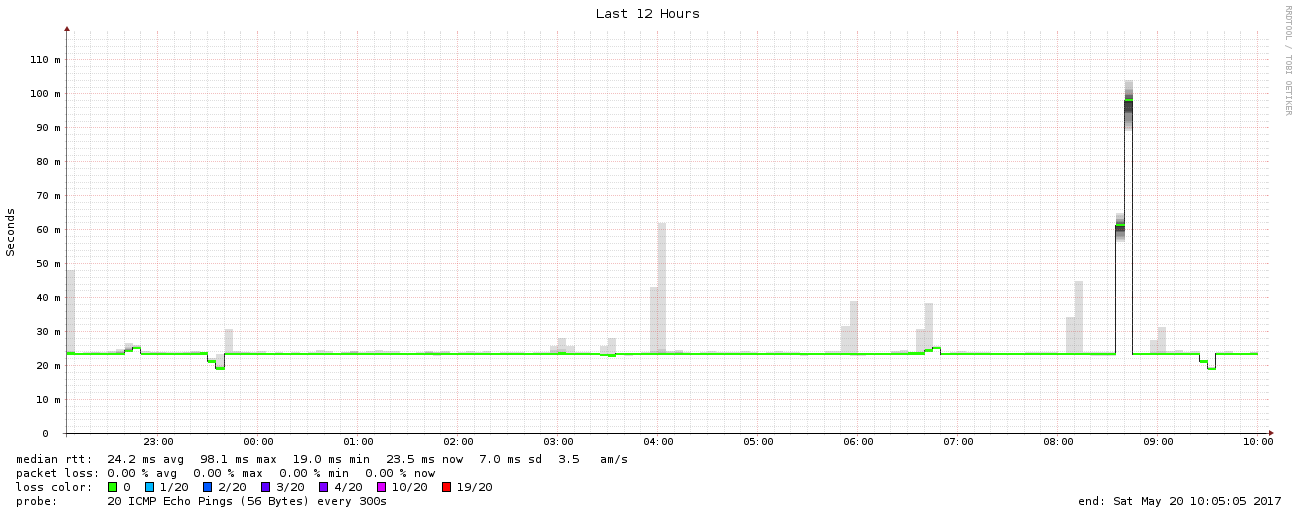 Last 12 Hours
RRDTOOL / TOBI OETIKER
Seconds
110 m
100 m
90 m
80 m
70 m
60 m
50 m
40 m
30 m
20 m
10 m
0
23:00 00:00 01:00 02:00 03:00 04:00 05:00 06:00 07:00 08:00 09:00 10:00
median rtt: 24.2 ms avg 98.1 ms max 19.0 ms min 23.5 ms now 7.0 ms sd 3.5 am/s
packet loss: 0.00 % avg 0.00 % max 0.00 % min 0.00 % now
loss color: 0 1/20 2/20 3/20 4/20 10/20 19/20
probe: 20 ICMP Echo Pings (56 Bytes) every 300s end: Sat May 20 10:05:05 2017